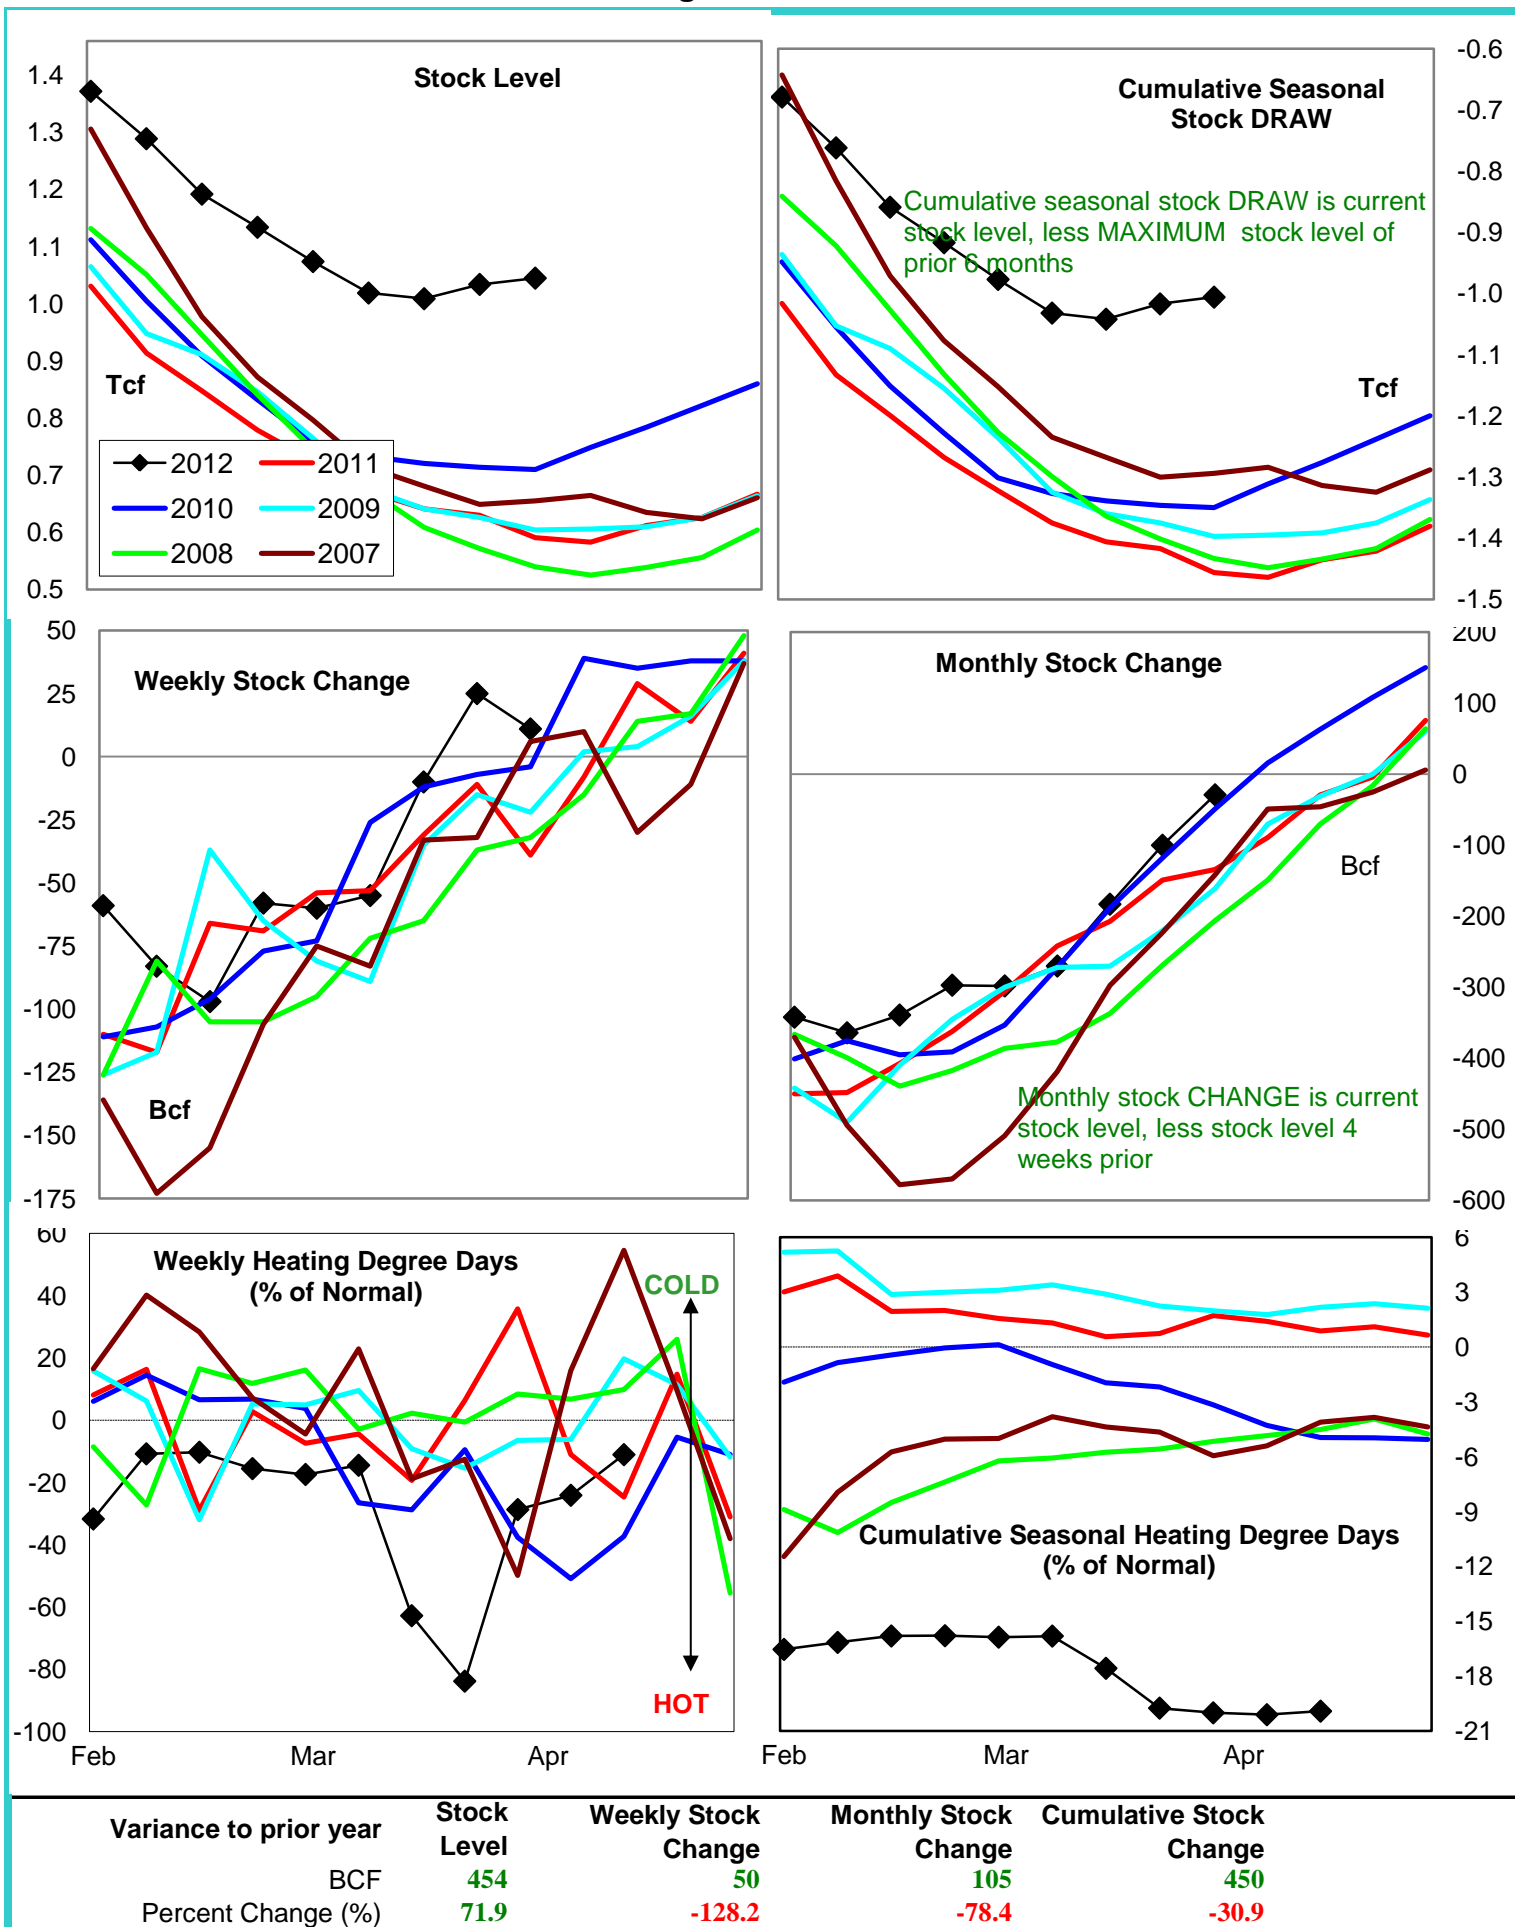 Stock Level
1.4
1.3
1.2
1.1
1.0
0.9
0.8
0.7
0.6
0.5
Tcf
2012 2011
2010 2009
2008 2007
Cumulative Seasonal
Stock DRAW
Cumulative seasonal stock DRAW is current
stock level, less MAXIMUM stock level of
prior 6 months
Tcf
-0.6
-0.7
-0.8
-0.9
-1.0
-1.1
-1.2
-1.3
-1.4
-1.5
Weekly Stock Change
50
25
0
-25
-50
-75
-100
-125
-150
-175
Bcf
Monthly Stock Change
200
100
0
-100
-200
-300
-400
-500
-600
Bcf
Monthly stock CHANGE is current
stock level, less stock level 4
weeks prior
Weekly Heating Degree Days
(% of Normal)
60
40
20
0
-20
-40
-60
-80
-100
COLD
HOT
Feb Mar Apr
6
3
0
-3
-6
-9
-12
-15
-18
-21
Cumulative Seasonal Heating Degree Days
(% of Normal)
Feb Mar Apr
Variance to prior year Stock Level Weekly Stock Change Monthly Stock Change Cumulative Stock Change
BCF 454 50 105 450
Percent Change (%) 71.9 -128.2 -78.4 -30.9